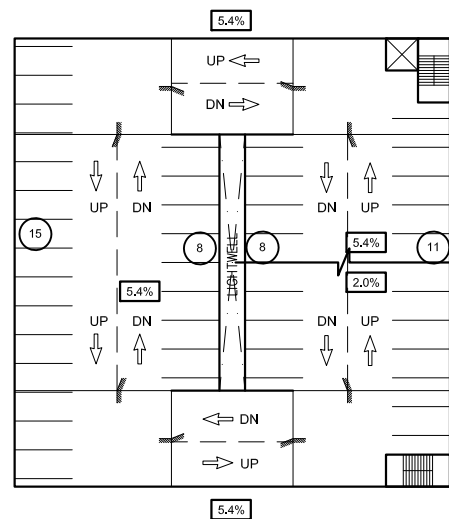 5.4%
UP
DN
UP DN
DN UP
15
8
8
11
LIGHTWELL
5.4%
5.4%
2.0%
UP DN
DN UP
DN
UP
5.4%